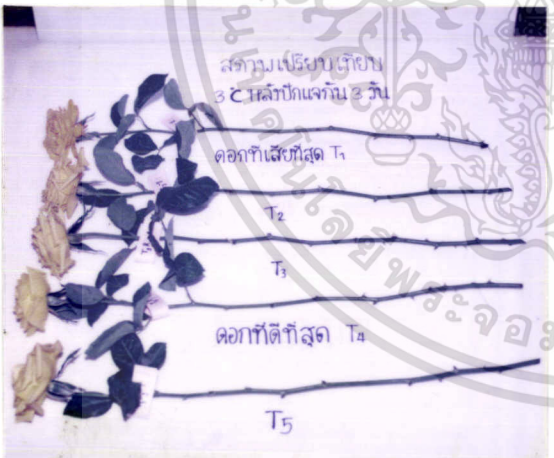 สภาพเปรียบเทียบ
3 ํC หลังปักแจกัน 3 วัน
ดอกที่เสียที่สุด T1
T2
T3
ดอกที่ดีที่สุด T4
T5